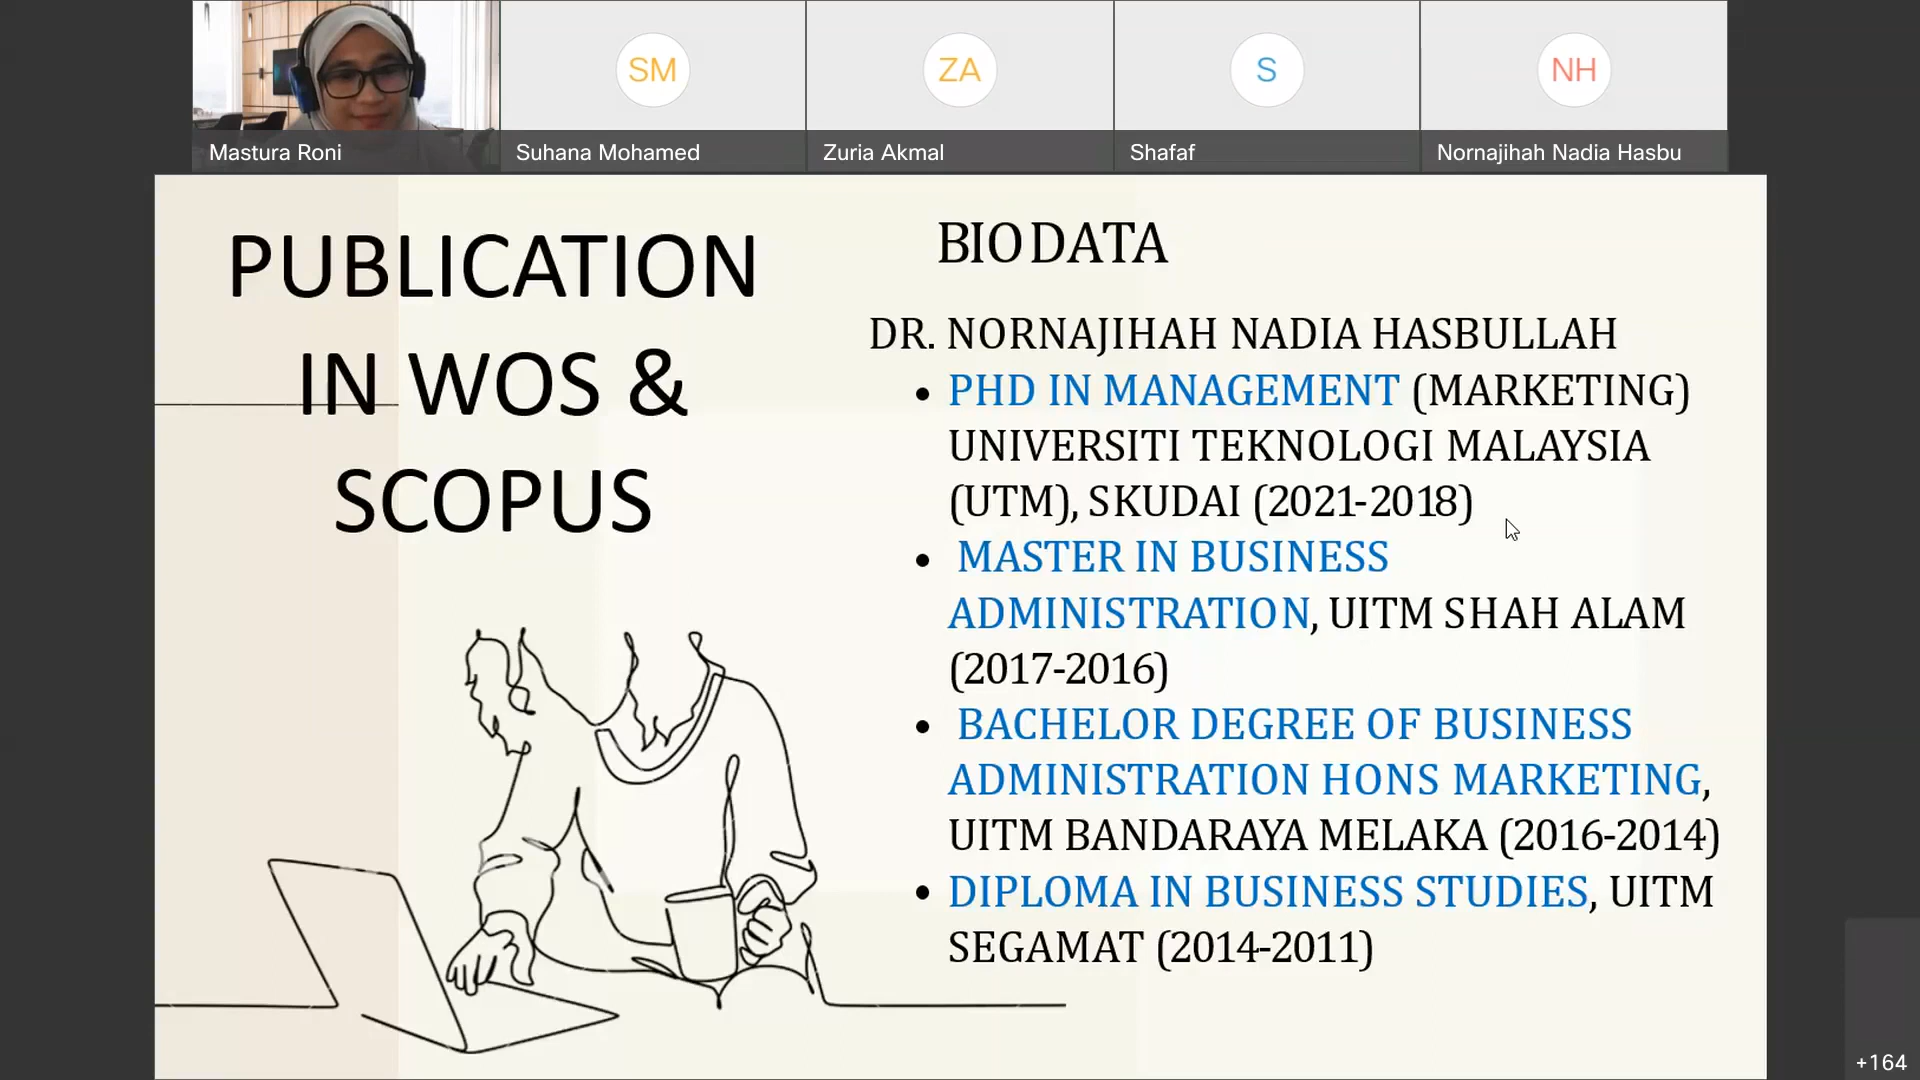 SM
ZA
S
NH
Mastura Roni
Suhana Mohamed
Zuria Akmal
Shafaf
Nornajihah Nadia Hasbu
PUBLICATION
IN WOS &
SCOPUS
BIODATA
DR. NORNAJIHAH NADIA HASBULLAH
• PHD IN MANAGEMENT (MARKETING)
UNIVERSITI TEKNOLOGI MALAYSIA
(UTM), SKUDAI (2021-2018)
• MASTER IN BUSINESS
ADMINISTRATION, UITM SHAH ALAM
(2017-2016)
• BACHELOR DEGREE OF BUSINESS
ADMINISTRATION HONS MARKETING,
UITM BANDARAYA MELAKA (2016-2014)
• DIPLOMA IN BUSINESS STUDIES, UITM
SEGAMAT (2014-2011)
+164